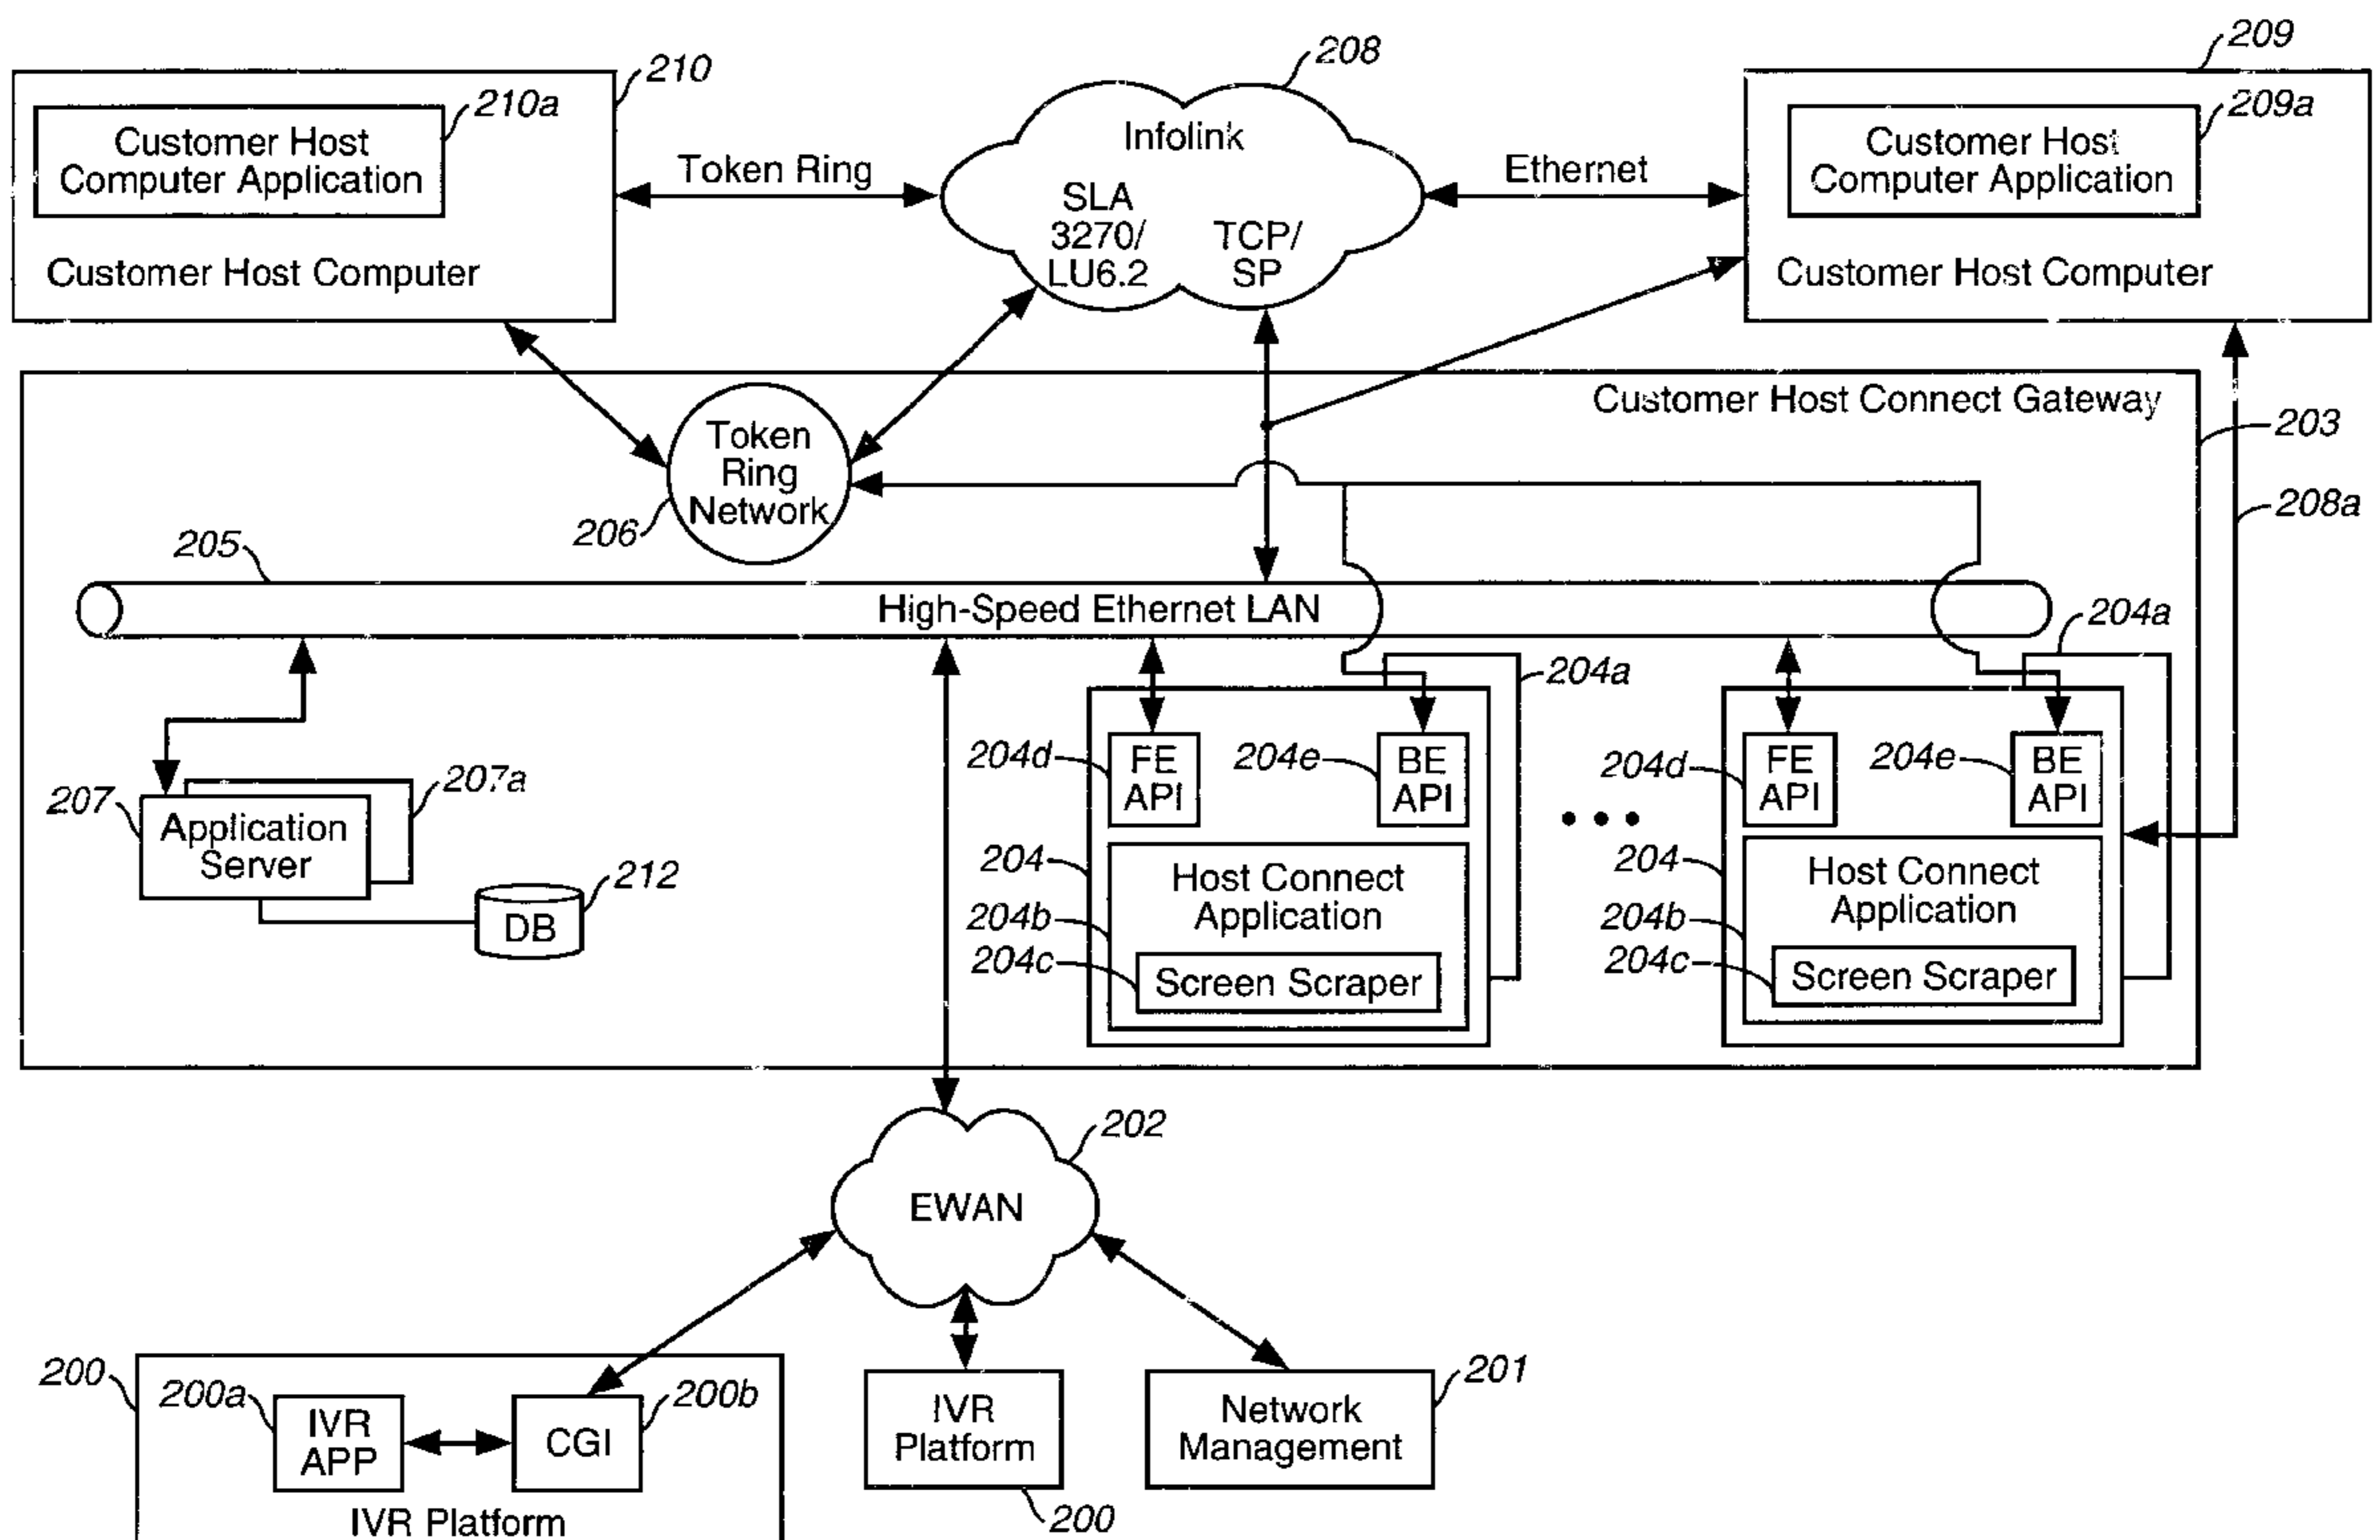 208
209
210
210a
209a
Customer Host
Computer Application
Customer Host Computer
Token Ring
Infolink
SLA
3270/
LU6.2
TCP/
SP
Ethernet
Customer Host
Computer Application
Customer Host Computer
Customer Host Connect Gateway
203
Token
Ring
Network
206
208a
205
High-Speed Ethernet LAN
204a
204a
207
207a
Application
Server
212
DB
204d
FE
API
204e
BE
API
204
Host Connect
Application
204b
204c
Screen Scraper
204d
FE
API
204e
BE
API
204
Host Connect
Application
204b
204c
Screen Scraper
202
EWAN
200
200a
IVR
APP
200b
CGI
IVR Platform
IVR
Platform
200
201
Network
Management